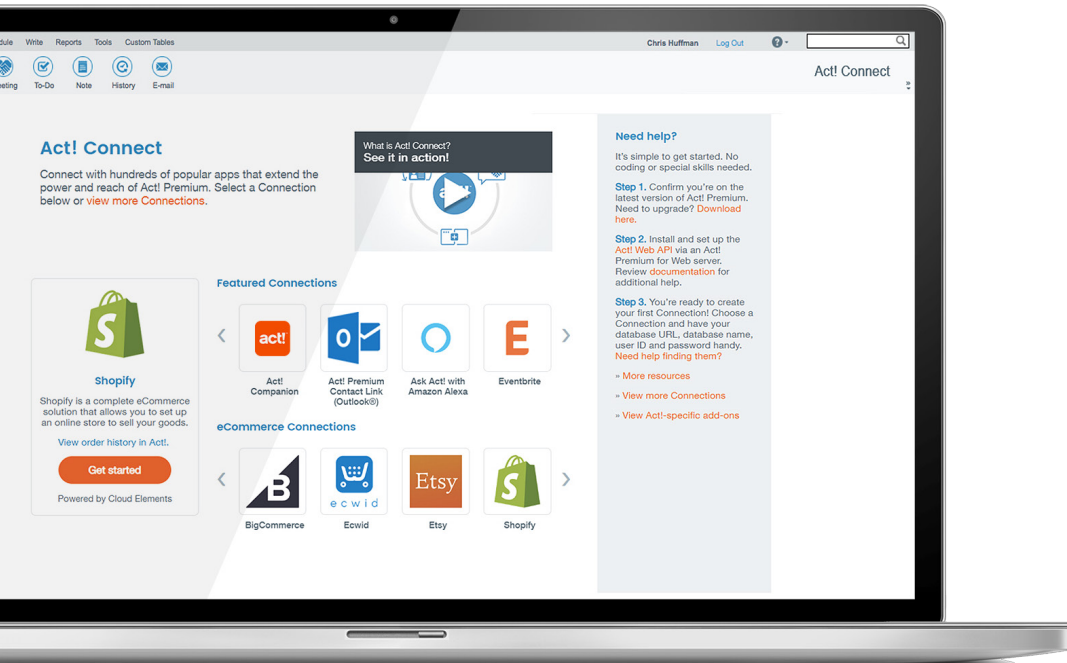 Write Reports Tools Custom Tables
Chris Huffman Log Out ?
To-Do Note History E-mail
Act! Connect
Act! Connect
Connect with hundreds of popular apps that extend the
power and reach of Act! Premium. Select a Connection
below or view more Connections.
What is Act! Connect?
See it in action!
Shopify
Shopify is a complete eCommerce
solution that allows you to set up
an online store to sell your goods.
View order history in Act!.
Get started
Powered by Cloud Elements
Featured Connections
act!
Act!
Companion
Act! Premium
Contact Link
(Outlook®)
Ask Act! with
Amazon Alexa
Eventbrite
eCommerce Connections
B
BigCommerce
ecwid
Ecwid
Etsy
Etsy
S
Shopify
Need help?
It's simple to get started. No
coding or special skills needed.
Step 1. Confirm you're on the
latest version of Act! Premium.
Need to upgrade? Download
here.
Step 2. Install and set up the
Act! Web API via an Act!
Premium for Web server.
Review documentation for
additional help.
Step 3. You're ready to create
your first Connection! Choose a
Connection and have your
database URL, database name,
user ID and password handy.
Need help finding them?
» More resources
» View more Connections
» View Act!-specific add-ons